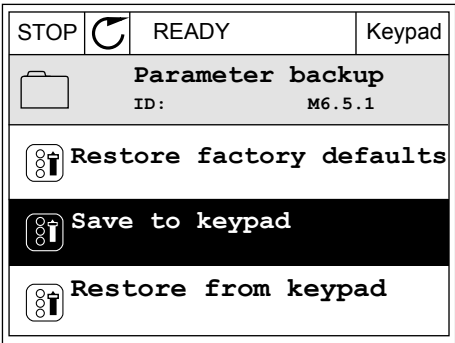 STOP READY Keypad
Parameter backup
ID: M6.5.1
Restore factory defaults
Save to keypad
Restore from keypad